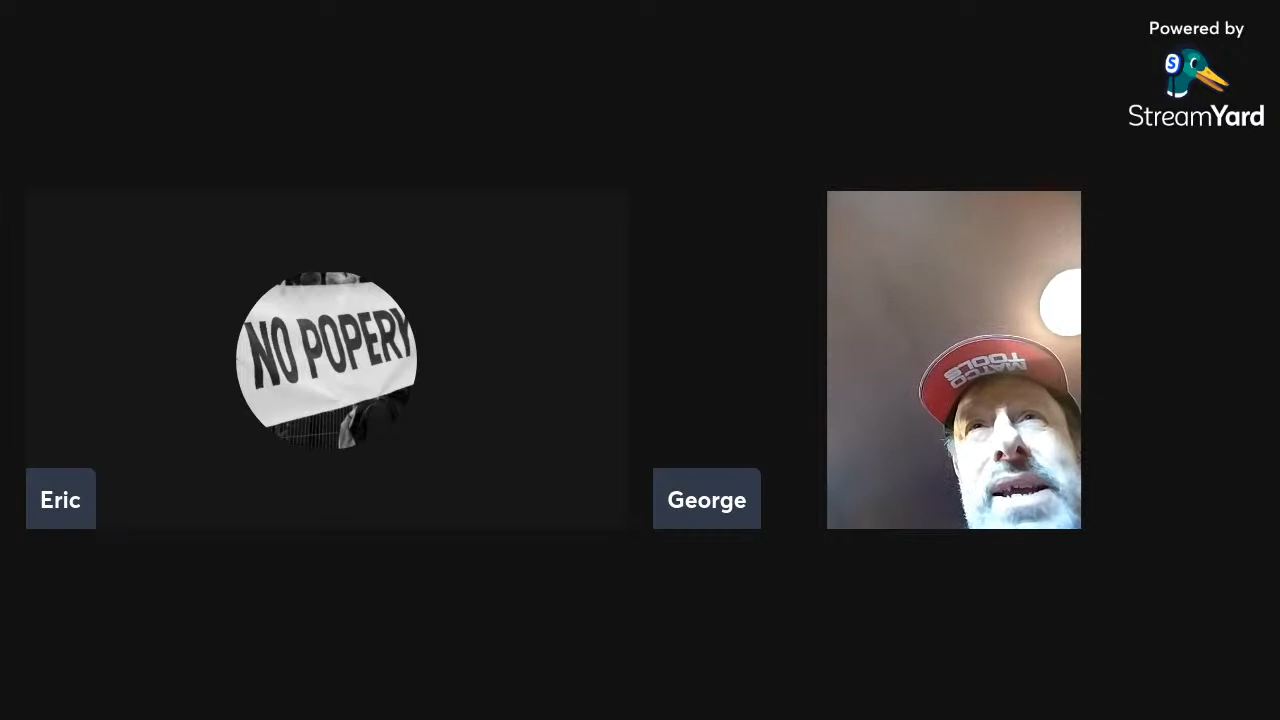 Powered by
S
StreamYard
NO POPERY
MATCO
TOOLS
Eric
George